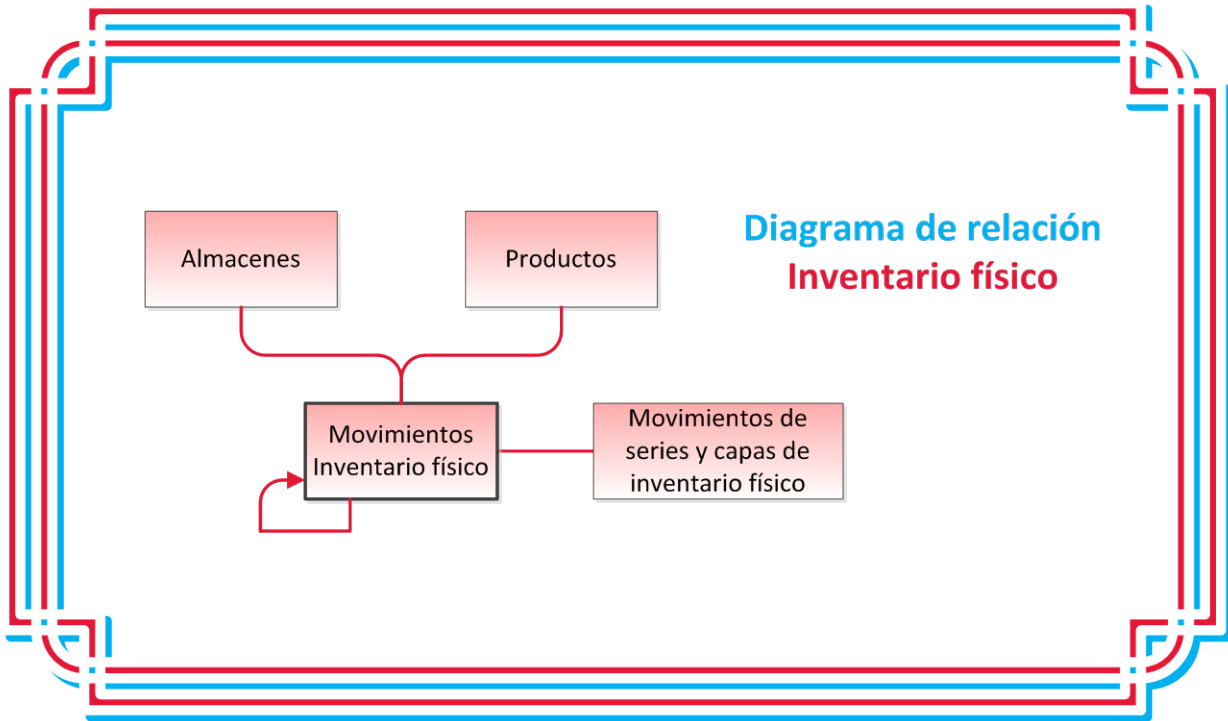 Almacenes
Productos
Diagrama de relación
Inventario físico
Movimientos
Inventario físico
Movimientos de
series y capas de
inventario físico